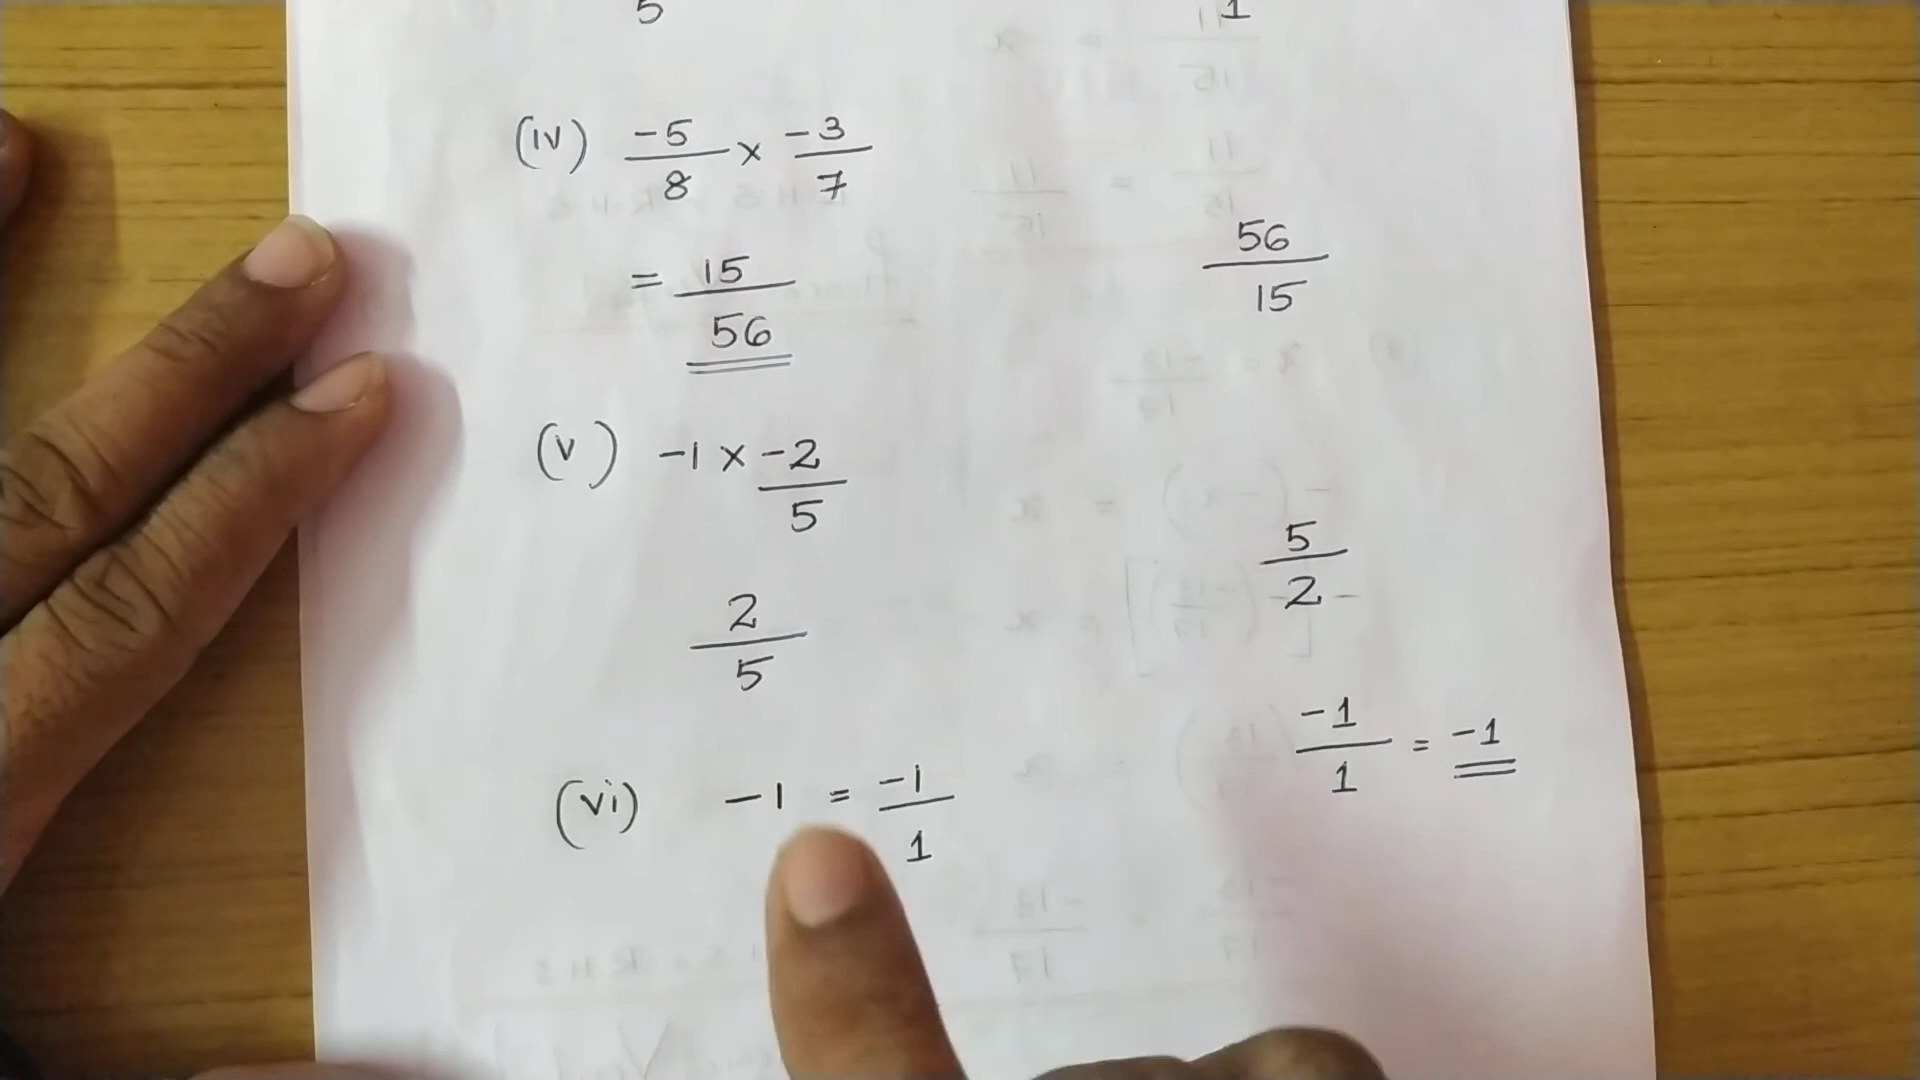 5 1
(iv) -5/8 × -3/7
= 15/56 56/15
(v) -1 × -2/5
2/5 5/2
(vi) -1 = -1/1 -1/1 = -1